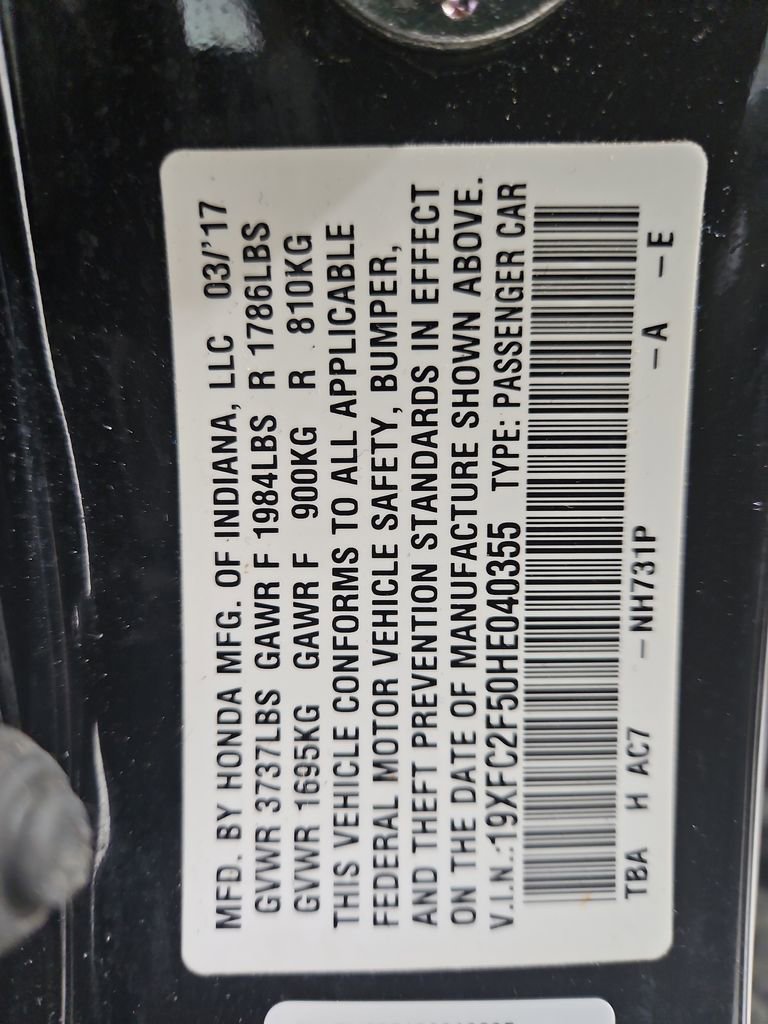 MFD. BY HONDA MFG. OF INDIANA, LLC 03/'17
GVWR 3737LBS GAWR F 1984LBS R 1786LBS
GVWR 1695KG GAWR F 900KG R 810KG
THIS VEHICLE CONFORMS TO ALL APPLICABLE
FEDERAL MOTOR VEHICLE SAFETY, BUMPER,
AND THEFT PREVENTION STANDARDS IN EFFECT
ON THE DATE OF MANUFACTURE SHOWN ABOVE.
V.I.N.:19XFC2F50HE040355 TYPE: PASSENGER CAR
TBA H AC7 – NH731P – A – E